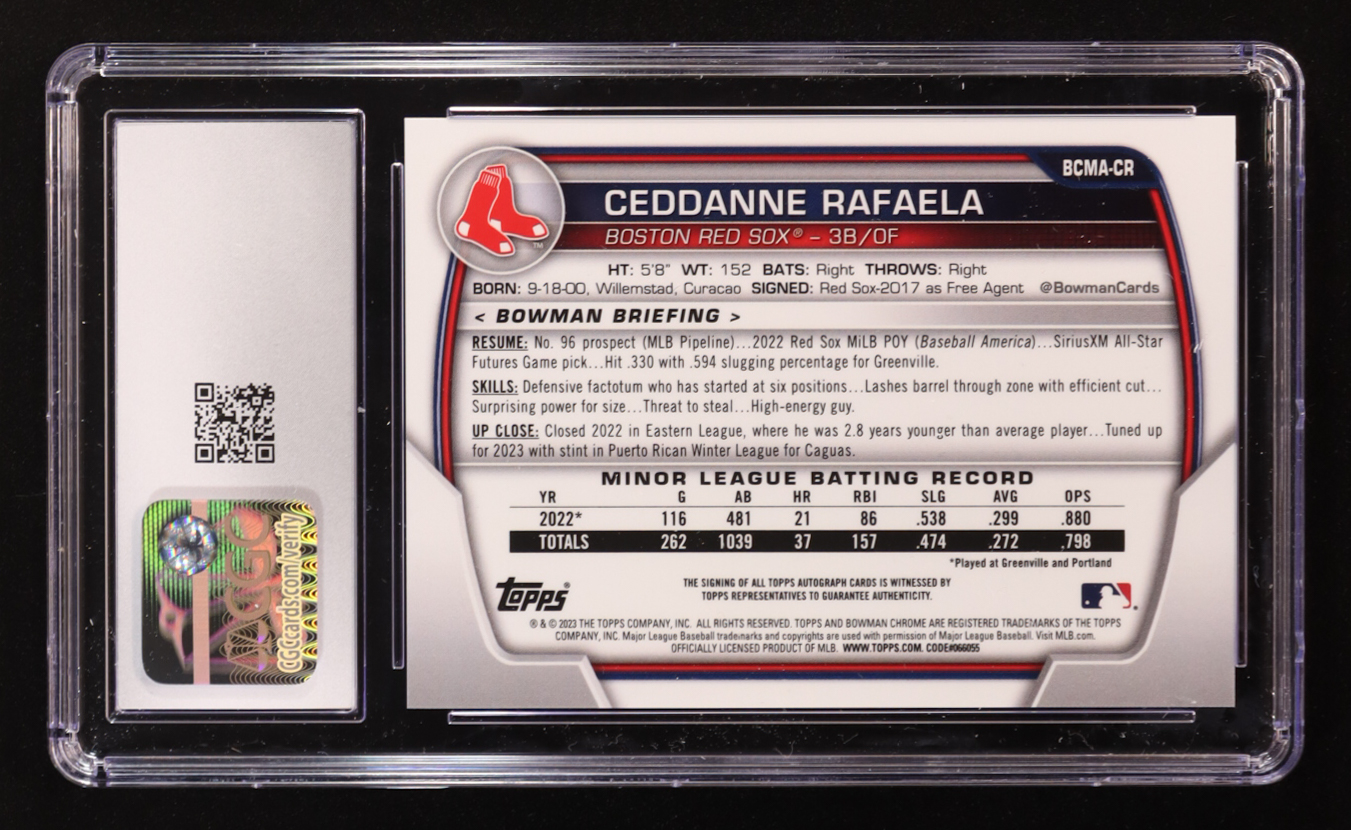 BCMA-CR
CEDDANNE RAFAELA
BOSTON RED SOX® – 3B/OF
TM
HT: 5'8" WT: 152 BATS: Right THROWS: Right
BORN: 9-18-00, Willemstad, Curacao SIGNED: Red Sox-2017 as Free Agent @BowmanCards
< BOWMAN BRIEFING >
RESUME: No. 96 prospect (MLB Pipeline)...2022 Red Sox MiLB POY (Baseball America)...SiriusXM All-Star
Futures Game pick...Hit .330 with .594 slugging percentage for Greenville.
SKILLS: Defensive factotum who has started at six positions...Lashes barrel through zone with efficient cut...
Surprising power for size...Threat to steal...High-energy guy.
UP CLOSE: Closed 2022 in Eastern League, where he was 2.8 years younger than average player...Tuned up
for 2023 with stint in Puerto Rican Winter League for Caguas.
MINOR LEAGUE BATTING RECORD
YR G AB HR RBI SLG AVG OPS
2022* 116 481 21 86 .538 .299 .880
TOTALS 262 1039 37 157 .474 .272 .798
*Played at Greenville and Portland
Topps®
THE SIGNING OF ALL TOPPS AUTOGRAPH CARDS IS WITNESSED BY
TOPPS REPRESENTATIVES TO GUARANTEE AUTHENTICITY.
® & © 2023 THE TOPPS COMPANY, INC. ALL RIGHTS RESERVED. TOPPS AND BOWMAN CHROME ARE REGISTERED TRADEMARKS OF THE TOPPS
COMPANY, INC. Major League Baseball trademarks and copyrights are used with permission of Major League Baseball. Visit MLB.com.
OFFICIALLY LICENSED PRODUCT OF MLB. WWW.TOPPS.COM. CODE#066055
CGCcards.com/verify